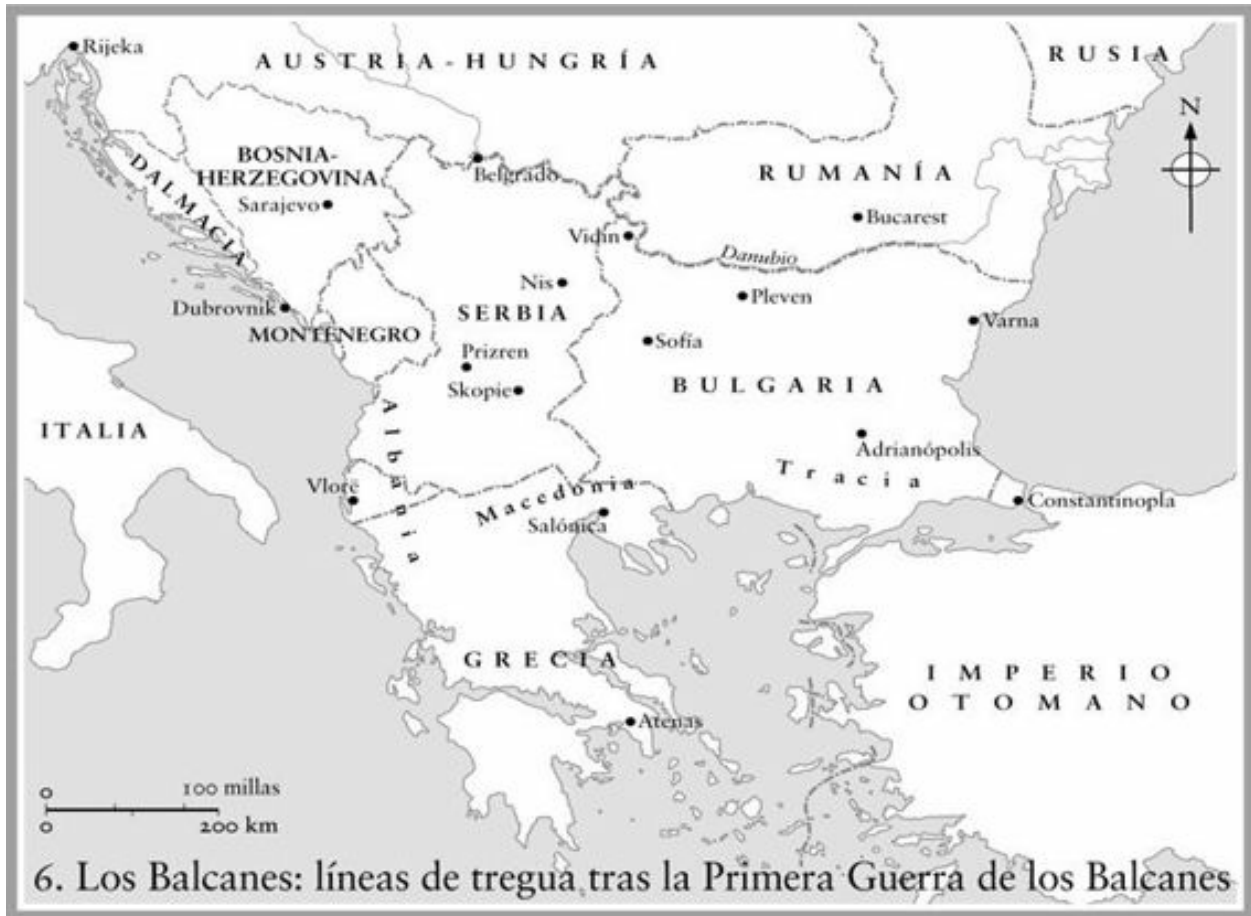 Rijeka
AUSTRIA-HUNGRÍA
RUSIA
N
BOSNIA-
HERZEGOVINA
Sarajevo
DALMACIA
Belgrado
RUMANÍA
Bucarest
Vidin
Danubio
Nis
Pleven
Dubrovnik
SERBIA
MONTENEGRO
Varna
Sofía
Prizren
Skopie
BULGARIA
ITALIA
Albania
Adrianópolis
Tracia
Vlorë
Macedonia
Constantinopla
Salónica
GRECIA
IMPERIO
OTOMANO
Atenas
0 100 millas
0 200 km
6. Los Balcanes: líneas de tregua tras la Primera Guerra de los Balcanes